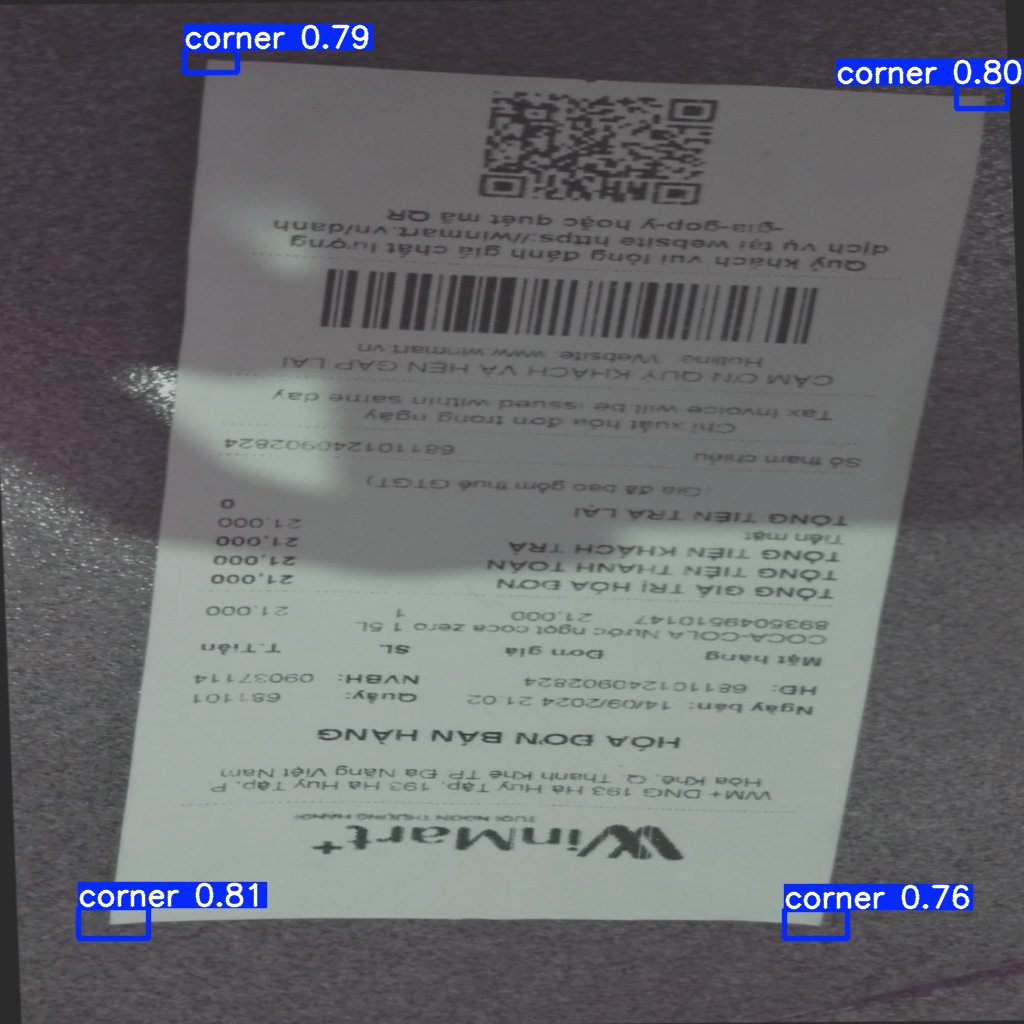 corner 0.79
corner 0.80
corner 0.81
corner 0.76
WinMart+
TƯƠI NGON THƯỢNG HẠNG
WM+ DNG 193 Hà Huy Tập, 193 Hà Huy Tập, P.
Hòa Khê, Q. Thanh Khê TP. Đà Nẵng Việt Nam
HÓA ĐƠN BÁN HÀNG
Ngày bán: 14/09/2024 21:02 Quầy: 681101
HĐ: 681101240902824 NVBH: 09037114
Mặt hàng Đơn giá SL T.Tiền
COCA-COLA Nước ngọt coca zero 1.5L
8935049510147 21,000 1 21,000
TỔNG GIÁ TRỊ HÓA ĐƠN 21,000
TỔNG TIỀN THANH TOÁN 21,000
TỔNG TIỀN KHÁCH TRẢ 21,000
Tiền mặt 21,000
TỔNG TIỀN TRẢ LẠI 0
(Giá đã bao gồm thuế GTGT)
Số tham chiếu 681101240902824
Chỉ xuất hóa đơn trong ngày
Tax invoice will be issued within same day
CẢM ƠN QUÝ KHÁCH VÀ HẸN GẶP LẠI
Hotline: Website: www.winmart.vn
Quý khách vui lòng đánh giá chất lượng
dịch vụ tại website https://winmart.vn/danh
-gia-gop-y hoặc quét mã QR